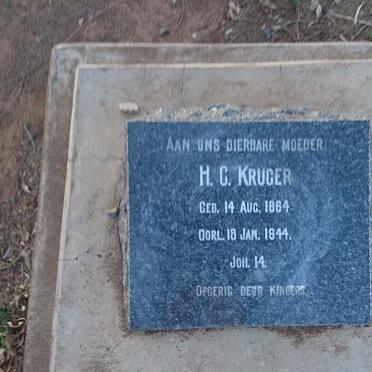 AAN ONS DIERBARE MOEDER
H. C. KRUGER
GEB. 14 AUG. 1864
OORL. 18 JAN. 1944.
JOH. 14.
OPGERIG DEUR KINDERS.